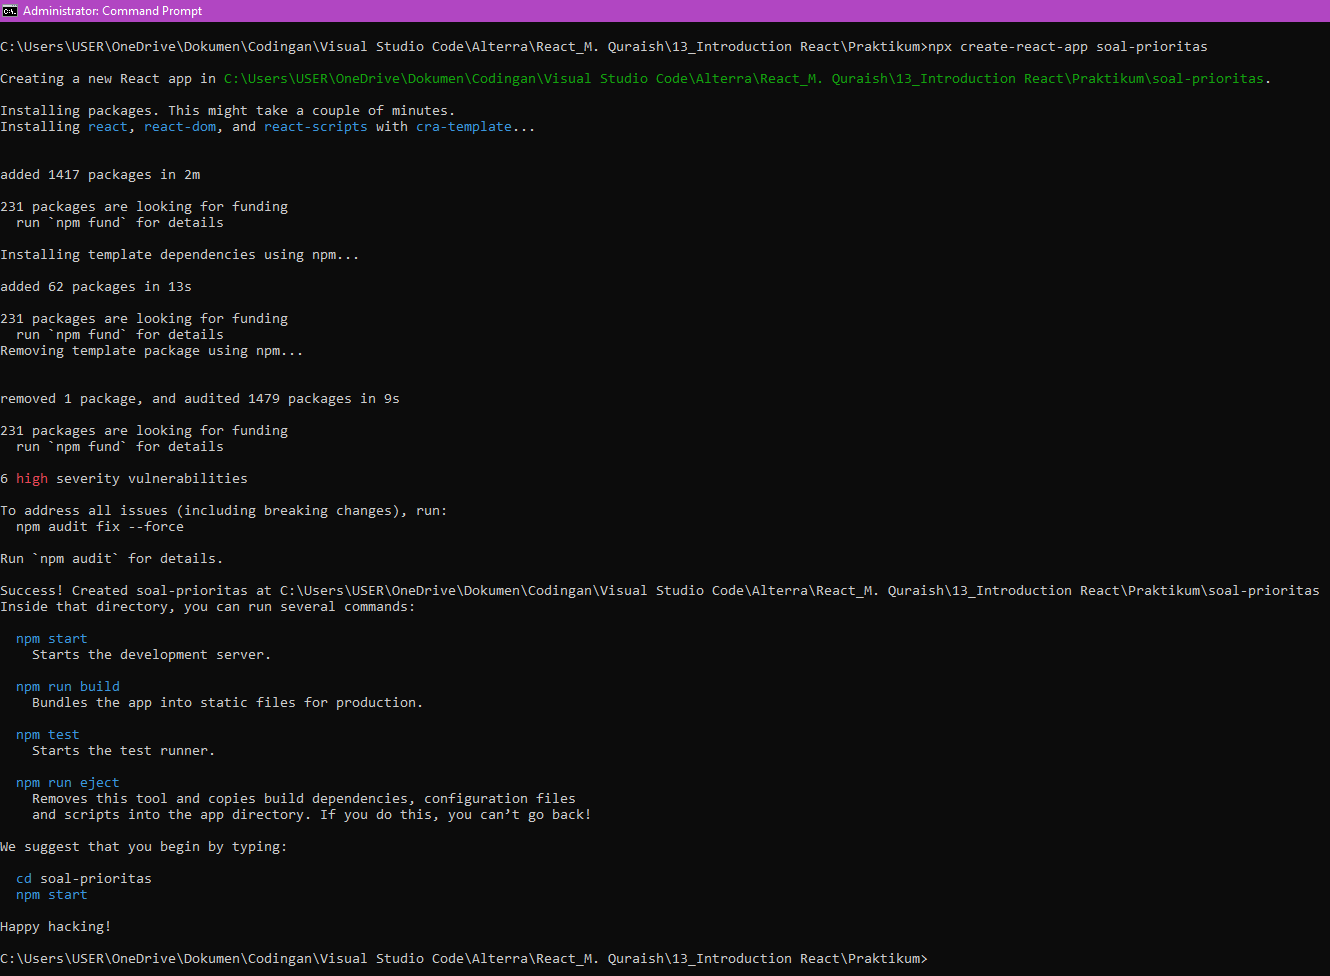 Administrator: Command Prompt
C:\Users\USER\OneDrive\Dokumen\Codingan\Visual Studio Code\Alterra\React_M. Quraish\13_Introduction React\Praktikum>npx create-react-app soal-prioritas
Creating a new React app in C:\Users\USER\OneDrive\Dokumen\Codingan\Visual Studio Code\Alterra\React_M. Quraish\13_Introduction React\Praktikum\soal-prioritas.
Installing packages. This might take a couple of minutes.
Installing react, react-dom, and react-scripts with cra-template...
added 1417 packages in 2m
231 packages are looking for funding
  run `npm fund` for details
Installing template dependencies using npm...
added 62 packages in 13s
231 packages are looking for funding
  run `npm fund` for details
Removing template package using npm...
removed 1 package, and audited 1479 packages in 9s
231 packages are looking for funding
  run `npm fund` for details
6 high severity vulnerabilities
To address all issues (including breaking changes), run:
  npm audit fix --force
Run `npm audit` for details.
Success! Created soal-prioritas at C:\Users\USER\OneDrive\Dokumen\Codingan\Visual Studio Code\Alterra\React_M. Quraish\13_Introduction React\Praktikum\soal-prioritas
Inside that directory, you can run several commands:
  npm start
    Starts the development server.
  npm run build
    Bundles the app into static files for production.
  npm test
    Starts the test runner.
  npm run eject
    Removes this tool and copies build dependencies, configuration files
    and scripts into the app directory. If you do this, you can’t go back!
We suggest that you begin by typing:
  cd soal-prioritas
  npm start
Happy hacking!
C:\Users\USER\OneDrive\Dokumen\Codingan\Visual Studio Code\Alterra\React_M. Quraish\13_Introduction React\Praktikum>